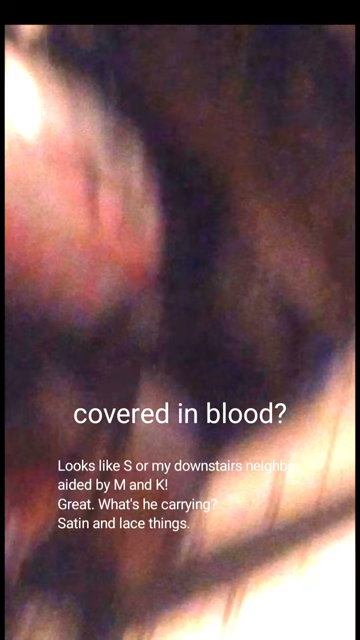 covered in blood?
Looks like S or my downstairs neighb
aided by M and K!
Great. What's he carrying?
Satin and lace things.